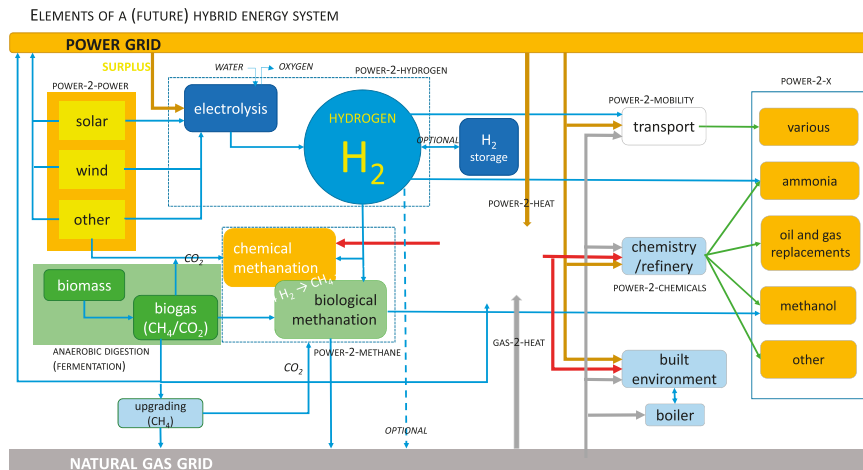 ELEMENTS OF A (FUTURE) HYBRID ENERGY SYSTEM
POWER GRID
SURPLUS
WATER
OXYGEN
POWER-2-HYDROGEN
POWER-2-X
POWER-2-POWER
electrolysis
HYDROGEN
H2
POWER-2-MOBILITY
solar
transport
various
OPTIONAL
H2
storage
wind
ammonia
POWER-2-HEAT
other
chemical
methanation
CO2
chemistry
/refinery
oil and gas
replacements
biomass
H2 → CH4
POWER-2-CHEMICALS
biogas
(CH4/CO2)
biological
methanation
methanol
GAS-2-HEAT
ANAEROBIC DIGESTION
(FERMENTATION)
POWER-2-METHANE
CO2
built
environment
other
upgrading
(CH4)
boiler
OPTIONAL
NATURAL GAS GRID